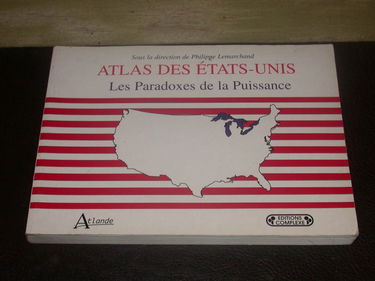 Sous la direction de Philippe Lemarchand
ATLAS DES ÉTATS-UNIS
Les Paradoxes de la Puissance
Atlande
EDITIONS
COMPLEXE